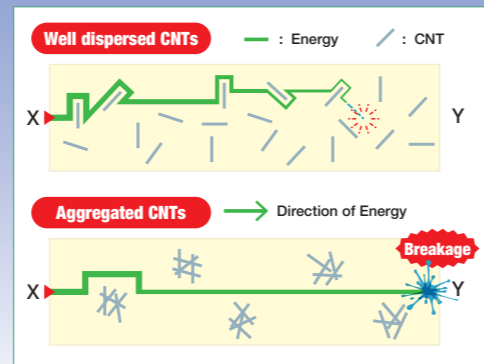 Well dispersed CNTs
: Energy
: CNT
X
Y
Aggregated CNTs
Direction of Energy
Breakage
X
Y